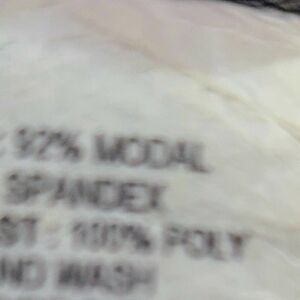 : 92% MODAL
SPANDEX
ST : 100% POLY
ND WASH